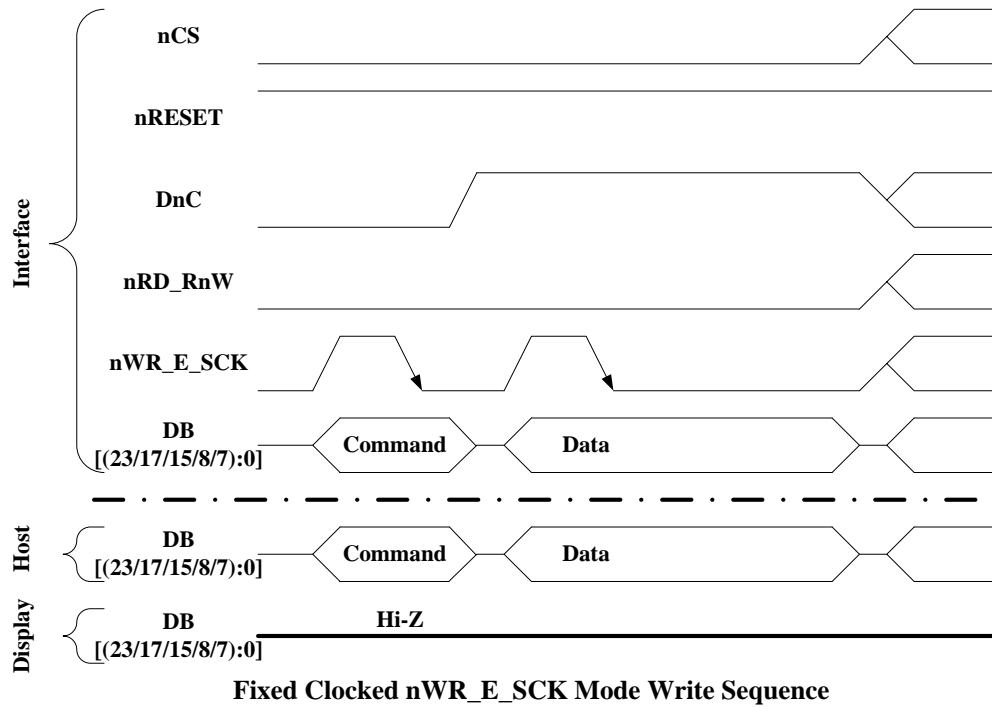 nCS
nRESET
DnC
nRD_RnW
nWR_E_SCK
DB
[(23/17/15/8/7):0]
Command
Data
Interface
DB
[(23/17/15/8/7):0]
Command
Data
Host
Hi-Z
DB
[(23/17/15/8/7):0]
Display
Fixed Clocked nWR_E_SCK Mode Write Sequence